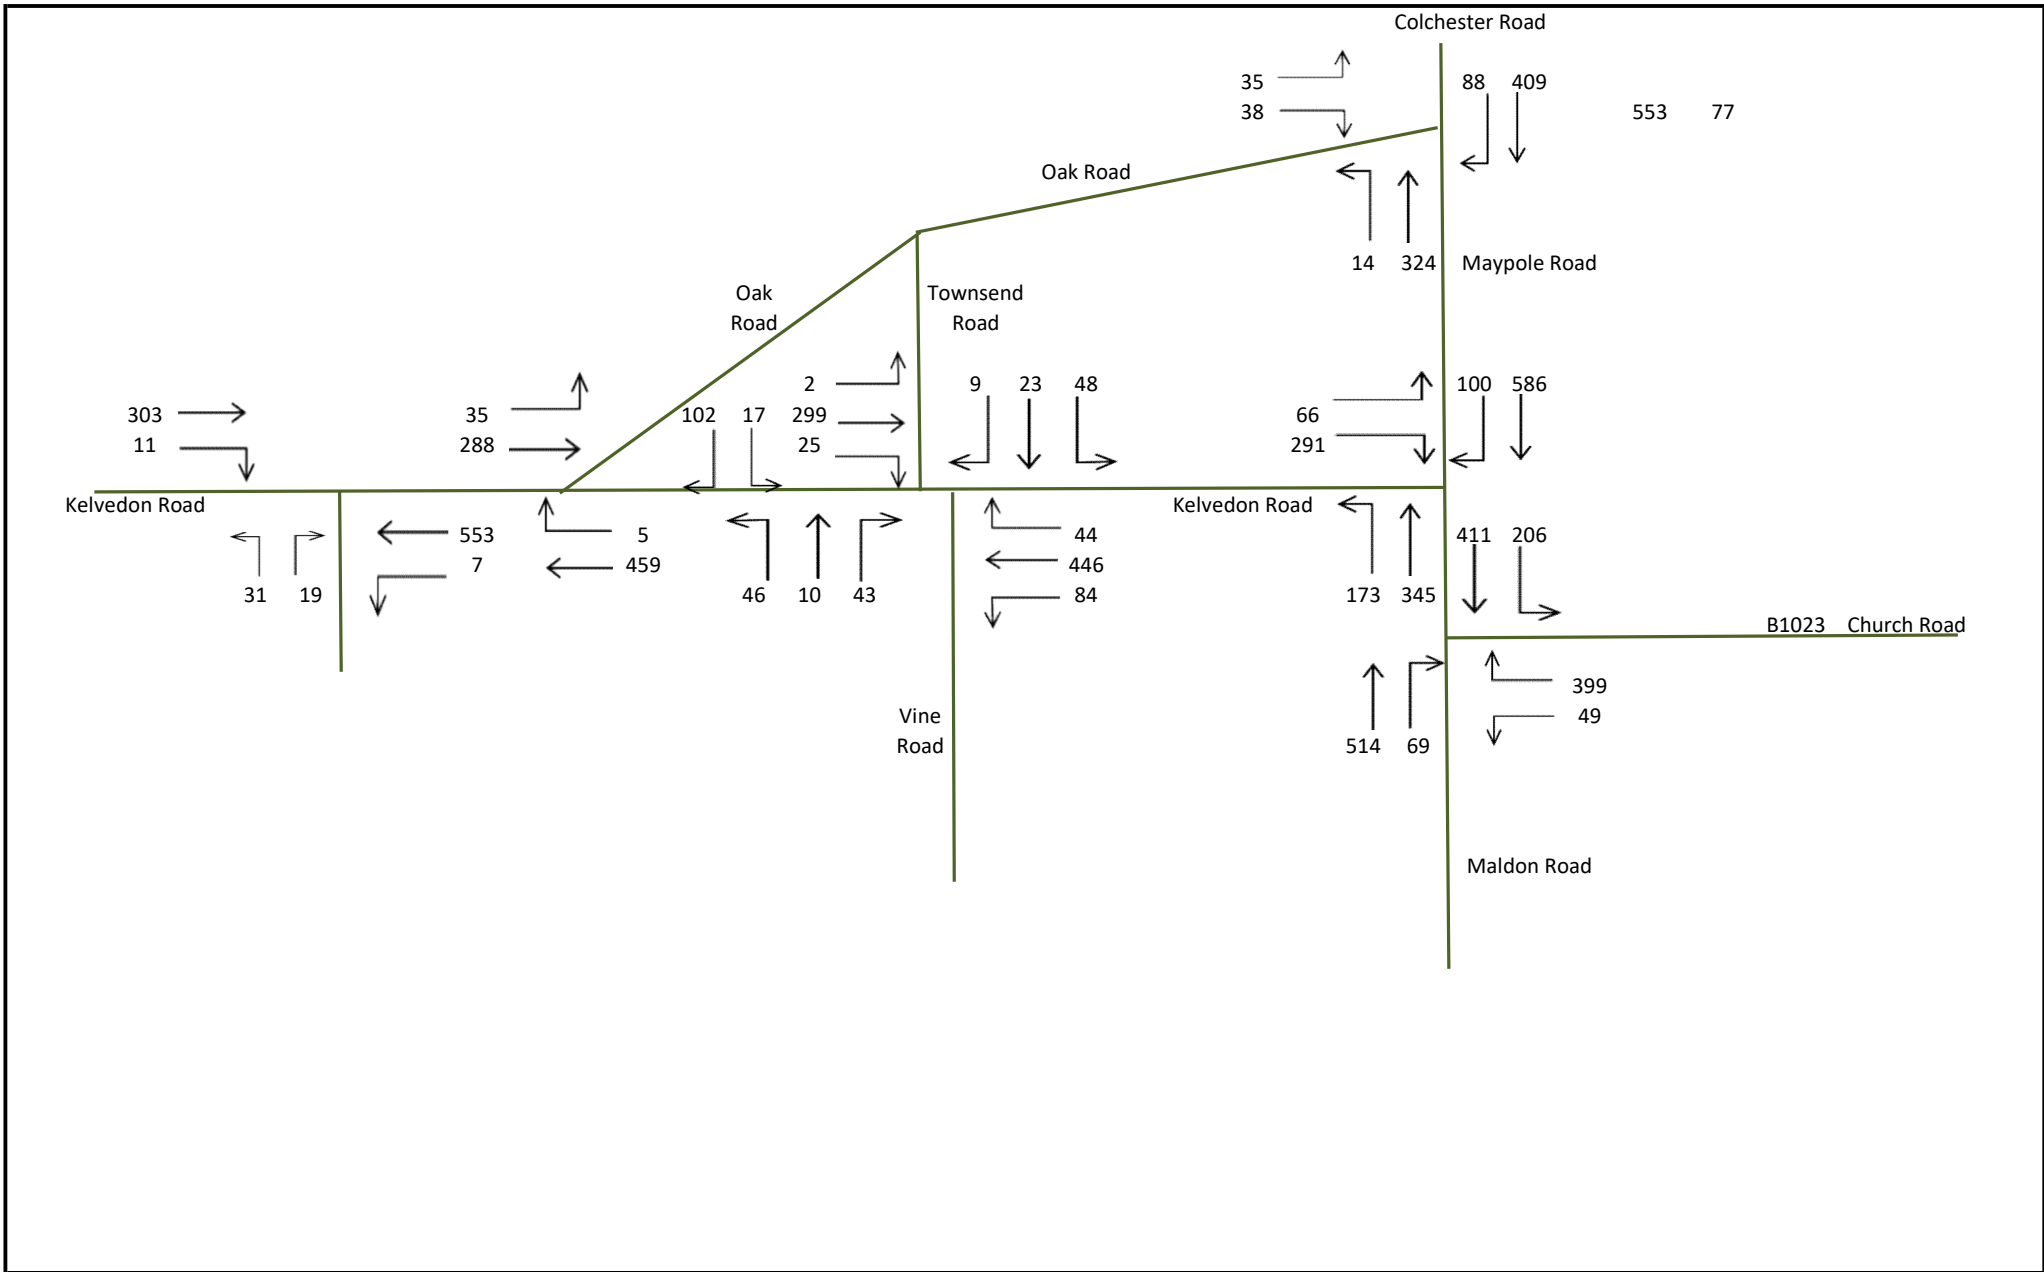 Colchester Road
35 88 409
38 553 77
Oak Road
14 324 Maypole Road
Oak Townsend
Road Road
2 9 23 48 100 586
303 35 102 17 299 66
11 288 25 291
Kelvedon Road Kelvedon Road
553 5 44 411 206
7 459 446
31 19 46 10 43 84 173 345
B1023 Church Road
399
Vine 49
Road 514 69
Maldon Road